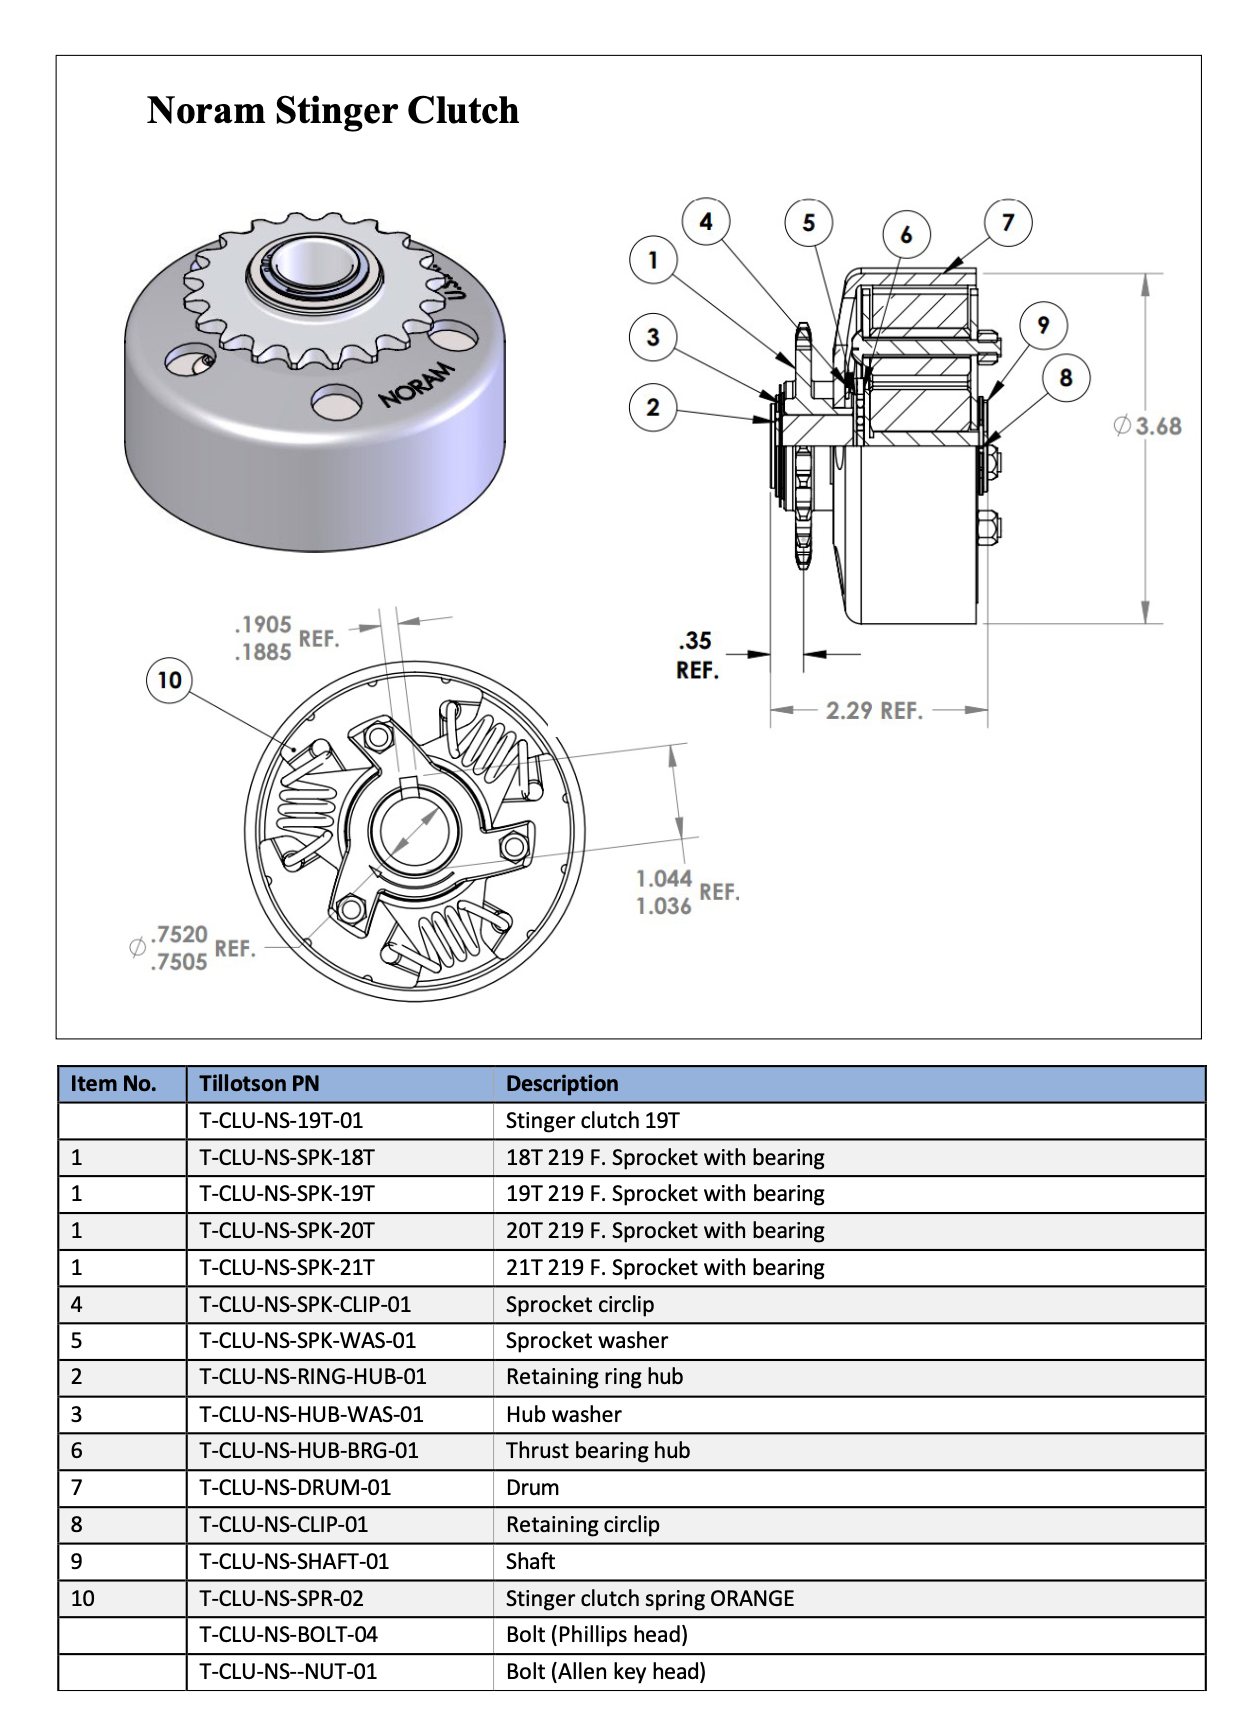 Noram Stinger Clutch
NORAM
4
5
6
7
1
3
2
9
8
Ø3.68
.35
REF.
2.29 REF.
.1905
.1885 REF.
10
1.044
1.036 REF.
Ø .7520
.7505 REF.
Item No. Tillotson PN Description
T-CLU-NS-19T-01 Stinger clutch 19T
1 T-CLU-NS-SPK-18T 18T 219 F. Sprocket with bearing
1 T-CLU-NS-SPK-19T 19T 219 F. Sprocket with bearing
1 T-CLU-NS-SPK-20T 20T 219 F. Sprocket with bearing
1 T-CLU-NS-SPK-21T 21T 219 F. Sprocket with bearing
4 T-CLU-NS-SPK-CLIP-01 Sprocket circlip
5 T-CLU-NS-SPK-WAS-01 Sprocket washer
2 T-CLU-NS-RING-HUB-01 Retaining ring hub
3 T-CLU-NS-HUB-WAS-01 Hub washer
6 T-CLU-NS-HUB-BRG-01 Thrust bearing hub
7 T-CLU-NS-DRUM-01 Drum
8 T-CLU-NS-CLIP-01 Retaining circlip
9 T-CLU-NS-SHAFT-01 Shaft
10 T-CLU-NS-SPR-02 Stinger clutch spring ORANGE
T-CLU-NS-BOLT-04 Bolt (Phillips head)
T-CLU-NS--NUT-01 Bolt (Allen key head)